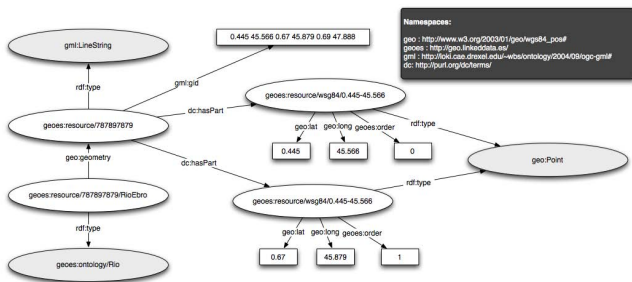 Namespaces:
geo : http://www.w3.org/2003/01/geo/wgs84_pos#
geoes : http://geo.linkeddata.es/
gml : http://loki.cae.drexel.edu/~wbs/ontology/2004/09/ogc-gml#
dc: http://purl.org/dc/terms/
gml:LineString
0.445 45.566 0.67 45.879 0.69 47.888
rdf:type
gml:gid
geoes:resource/wsg84/0.445-45.566
dc:hasPart
geoes:resource/787897879
geo:lat
geo:long
geoes:order
rdf:type
0.445
45.566
0
geo:geometry
dc:hasPart
geo:Point
rdf:type
geoes:resource/787897879/RioEbro
geoes:resource/wsg84/0.445-45.566
rdf:type
geo:lat
geo:long
geoes:order
0.67
45.879
1
geoes:ontology/Rio